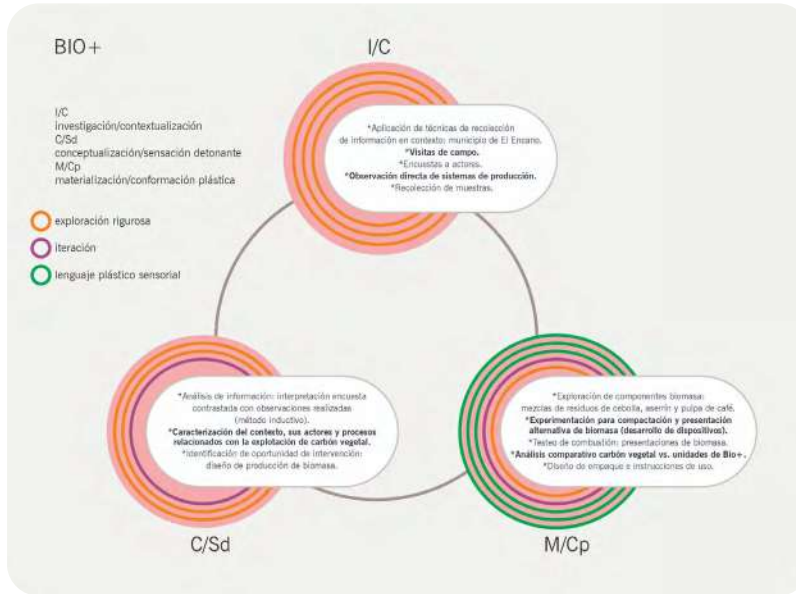 BIO+
I/C
I/C
investigación/contextualización
C/Sd
conceptualización/sensación detonante
M/Cp
materialización/conformación plástica
exploración rigurosa
iteración
lenguaje plástico sensorial
*Aplicación de técnicas de recolección
de información en contexto: municipio de El Encano.
*Visitas de campo.
*Encuestas a actores.
*Observación directa de sistemas de producción.
*Recolección de muestras.
*Análisis de información: interpretación encuesta
contrastada con observaciones realizadas
(método inductivo).
*Caracterización del contexto, sus actores y procesos
relacionados con la explotación de carbón vegetal.
*Identificación de oportunidad de intervención:
diseño de producción de biomasa.
C/Sd
*Exploración de componentes biomasa:
mezclas de residuos de cebolla, aserrín y pulpa de café.
*Experimentación para compactación y presentación
alternativa de biomasa (desarrollo de dispositivos).
*Testeo de combustión: presentaciones de biomasa.
*Análisis comparativo carbón vegetal vs. unidades de Bio+.
*Diseño de empaque e instrucciones de uso.
M/Cp